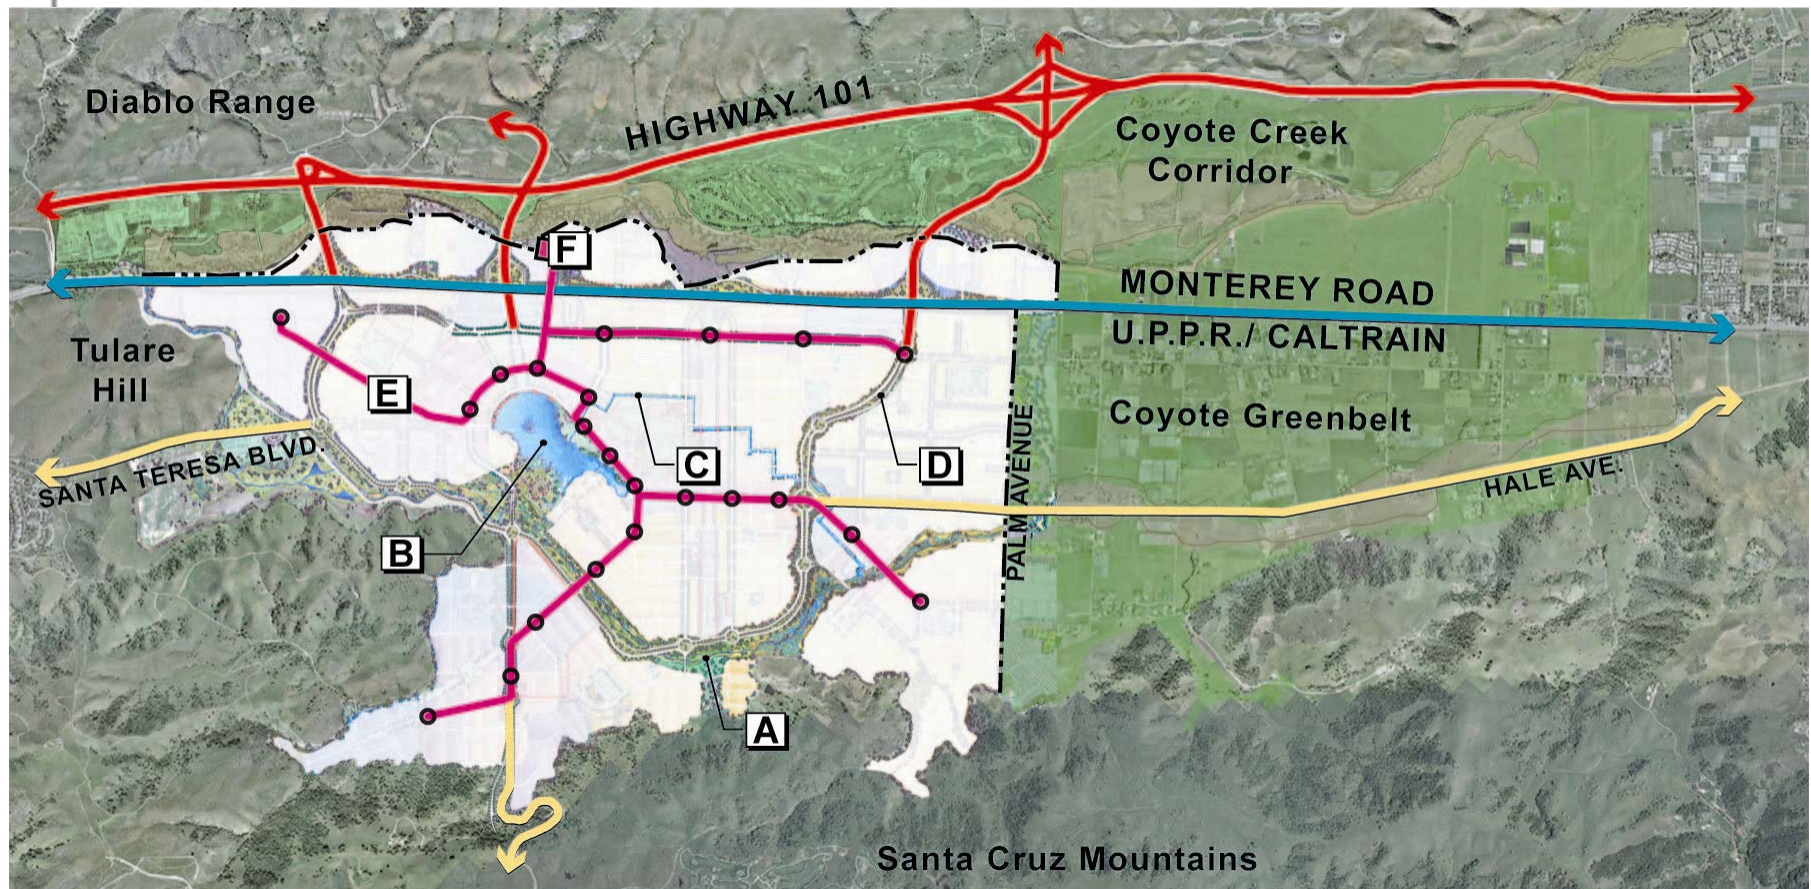 HIGHWAY 101
Diablo Range
Coyote Creek
Corridor
F
MONTEREY ROAD
U.P.P.R./ CALTRAIN
Tulare
Hill
E
Coyote Greenbelt
SANTA TERESA BLVD.
C
D
PALM AVENUE
HALE AVE.
B
A
Santa Cruz Mountains